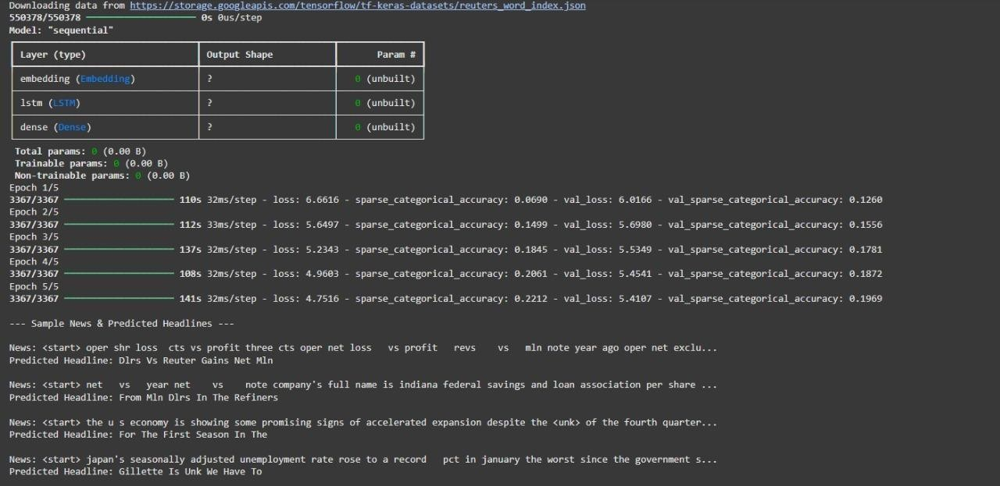 Downloading data from https://storage.googleapis.com/tensorflow/tf-keras-datasets/reuters_word_index.json
550378/550378 ━━━━━━━━━━━━━━━━━━━━ 0s 0us/step
Model: "sequential"
Layer (type) Output Shape Param #
embedding (Embedding) ? 0 (unbuilt)
lstm (LSTM) ? 0 (unbuilt)
dense (Dense) ? 0 (unbuilt)
Total params: 0 (0.00 B)
Trainable params: 0 (0.00 B)
Non-trainable params: 0 (0.00 B)
Epoch 1/5
3367/3367 ━━━━━━━━━━━━━━━━━━━━ 110s 32ms/step - loss: 6.6616 - sparse_categorical_accuracy: 0.0690 - val_loss: 6.0166 - val_sparse_categorical_accuracy: 0.1260
Epoch 2/5
3367/3367 ━━━━━━━━━━━━━━━━━━━━ 112s 33ms/step - loss: 5.6497 - sparse_categorical_accuracy: 0.1499 - val_loss: 5.6980 - val_sparse_categorical_accuracy: 0.1556
Epoch 3/5
3367/3367 ━━━━━━━━━━━━━━━━━━━━ 137s 32ms/step - loss: 5.2343 - sparse_categorical_accuracy: 0.1845 - val_loss: 5.5349 - val_sparse_categorical_accuracy: 0.1781
Epoch 4/5
3367/3367 ━━━━━━━━━━━━━━━━━━━━ 108s 32ms/step - loss: 4.9603 - sparse_categorical_accuracy: 0.2061 - val_loss: 5.4541 - val_sparse_categorical_accuracy: 0.1872
Epoch 5/5
3367/3367 ━━━━━━━━━━━━━━━━━━━━ 141s 32ms/step - loss: 4.7516 - sparse_categorical_accuracy: 0.2212 - val_loss: 5.4107 - val_sparse_categorical_accuracy: 0.1969
--- Sample News & Predicted Headlines ---
News: <start> oper shr loss  cts vs profit three cts oper net loss   vs profit   revs    vs   mln note year ago oper net exclu...
Predicted Headline: Dlrs Vs Reuter Gains Net Mln
News: <start> net   vs   year net    vs    note company's full name is indiana federal savings and loan association per share ...
Predicted Headline: From Mln Dlrs In The Refiners
News: <start> the u s economy is showing some promising signs of accelerated expansion despite the <unk> of the fourth quarter...
Predicted Headline: For The First Season In The
News: <start> japan's seasonally adjusted unemployment rate rose to a record   pct in january the worst since the government s...
Predicted Headline: Gillette Is Unk We Have To